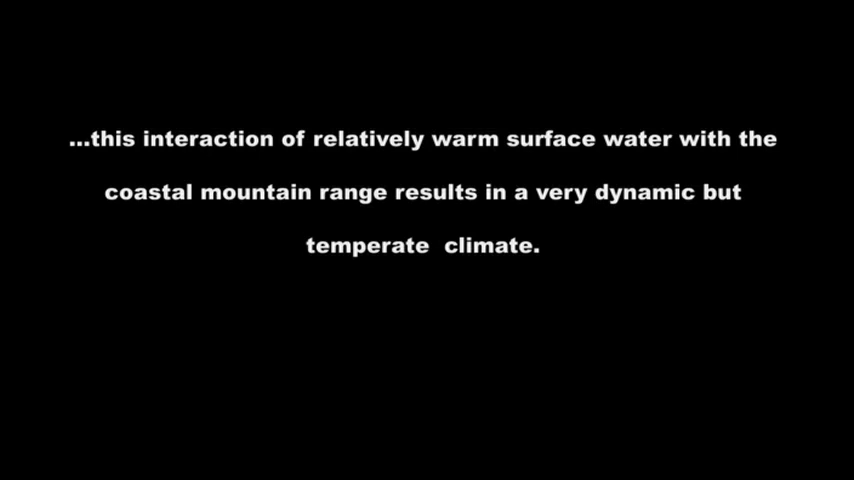 ...this interaction of relatively warm surface water with the
coastal mountain range results in a very dynamic but
temperate  climate.